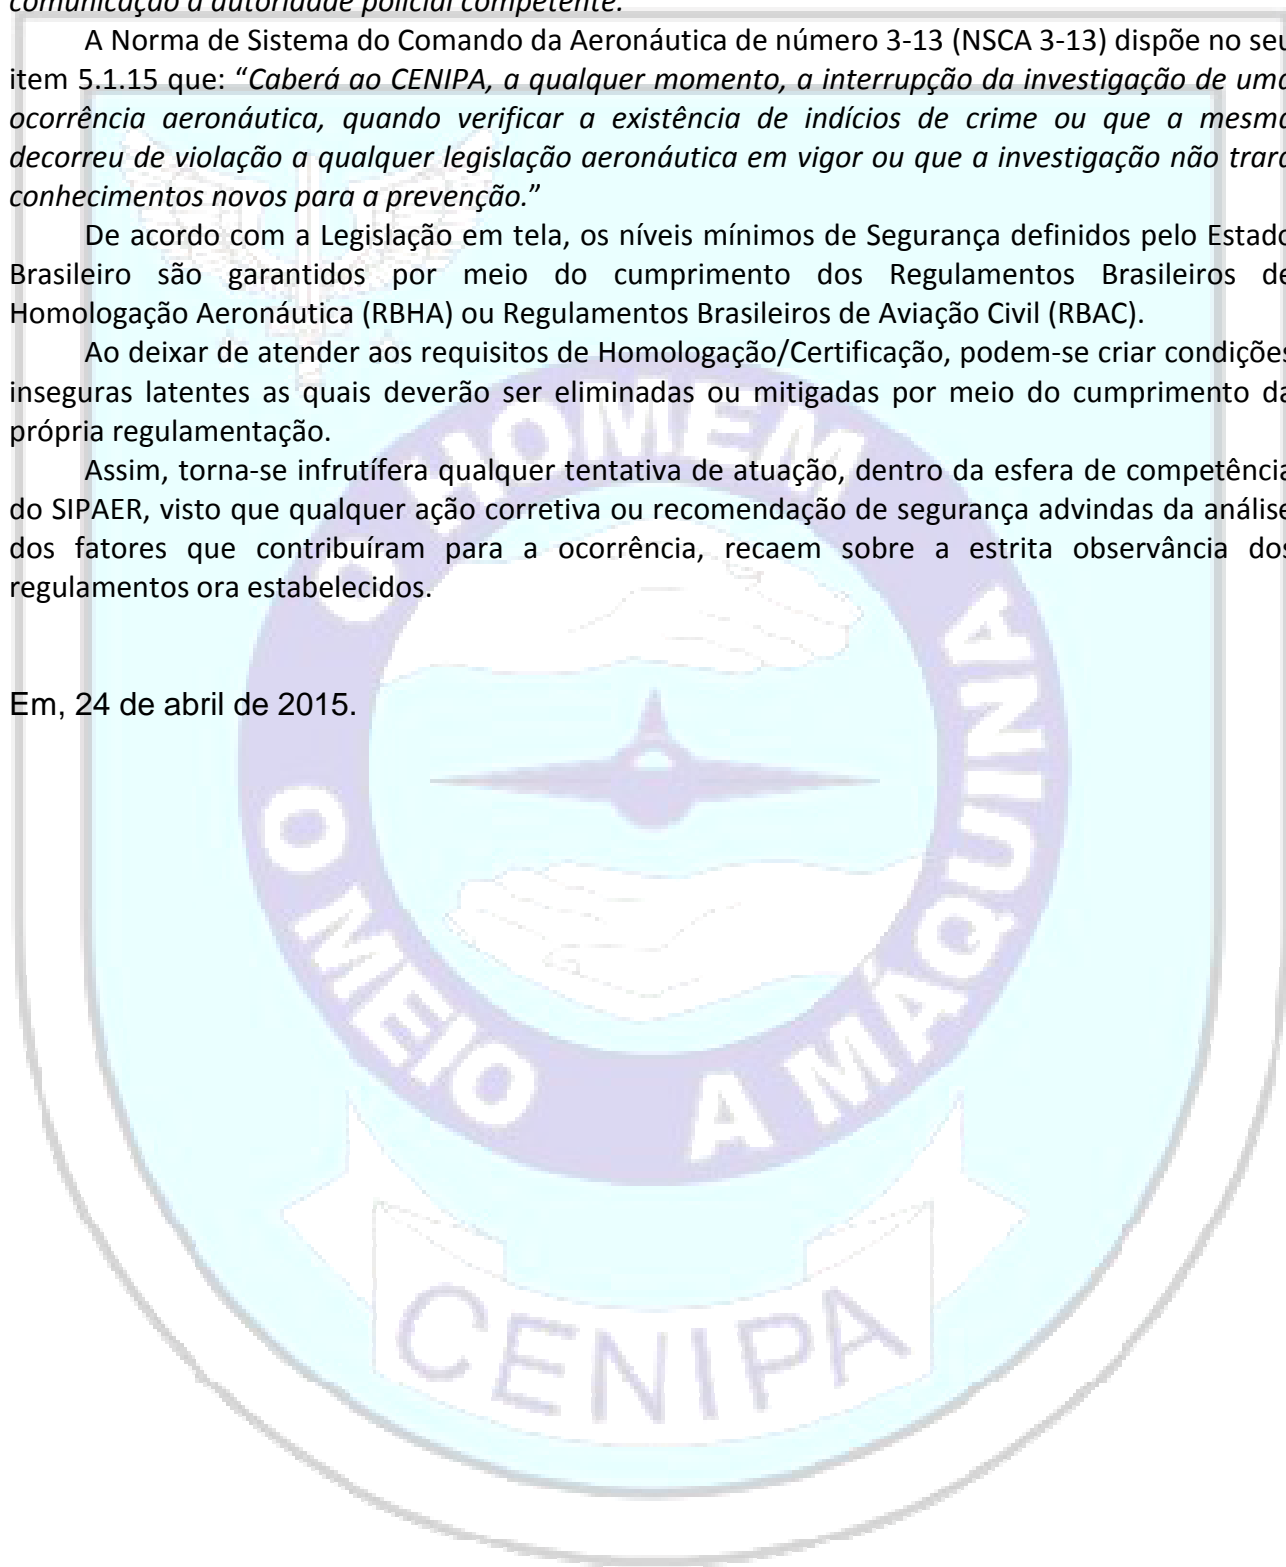 comunicação à autoridade policial competente.
A Norma de Sistema do Comando da Aeronáutica de número 3-13 (NSCA 3-13) dispõe no seu
item 5.1.15 que: “Caberá ao CENIPA, a qualquer momento, a interrupção da investigação de uma
ocorrência aeronáutica, quando verificar a existência de indícios de crime ou que a mesma
decorreu de violação a qualquer legislação aeronáutica em vigor ou que a investigação não trará
conhecimentos novos para a prevenção.”
De acordo com a Legislação em tela, os níveis mínimos de Segurança definidos pelo Estado
Brasileiro são garantidos por meio do cumprimento dos Regulamentos Brasileiros de
Homologação Aeronáutica (RBHA) ou Regulamentos Brasileiros de Aviação Civil (RBAC).
Ao deixar de atender aos requisitos de Homologação/Certificação, podem-se criar condições
inseguras latentes as quais deverão ser eliminadas ou mitigadas por meio do cumprimento da
própria regulamentação.
Assim, torna-se infrutífera qualquer tentativa de atuação, dentro da esfera de competência
do SIPAER, visto que qualquer ação corretiva ou recomendação de segurança advindas da análise
dos fatores que contribuíram para a ocorrência, recaem sobre a estrita observância dos
regulamentos ora estabelecidos.
Em, 24 de abril de 2015.
O HOMEM
A MÁQUINA
O MEIO
CENIPA